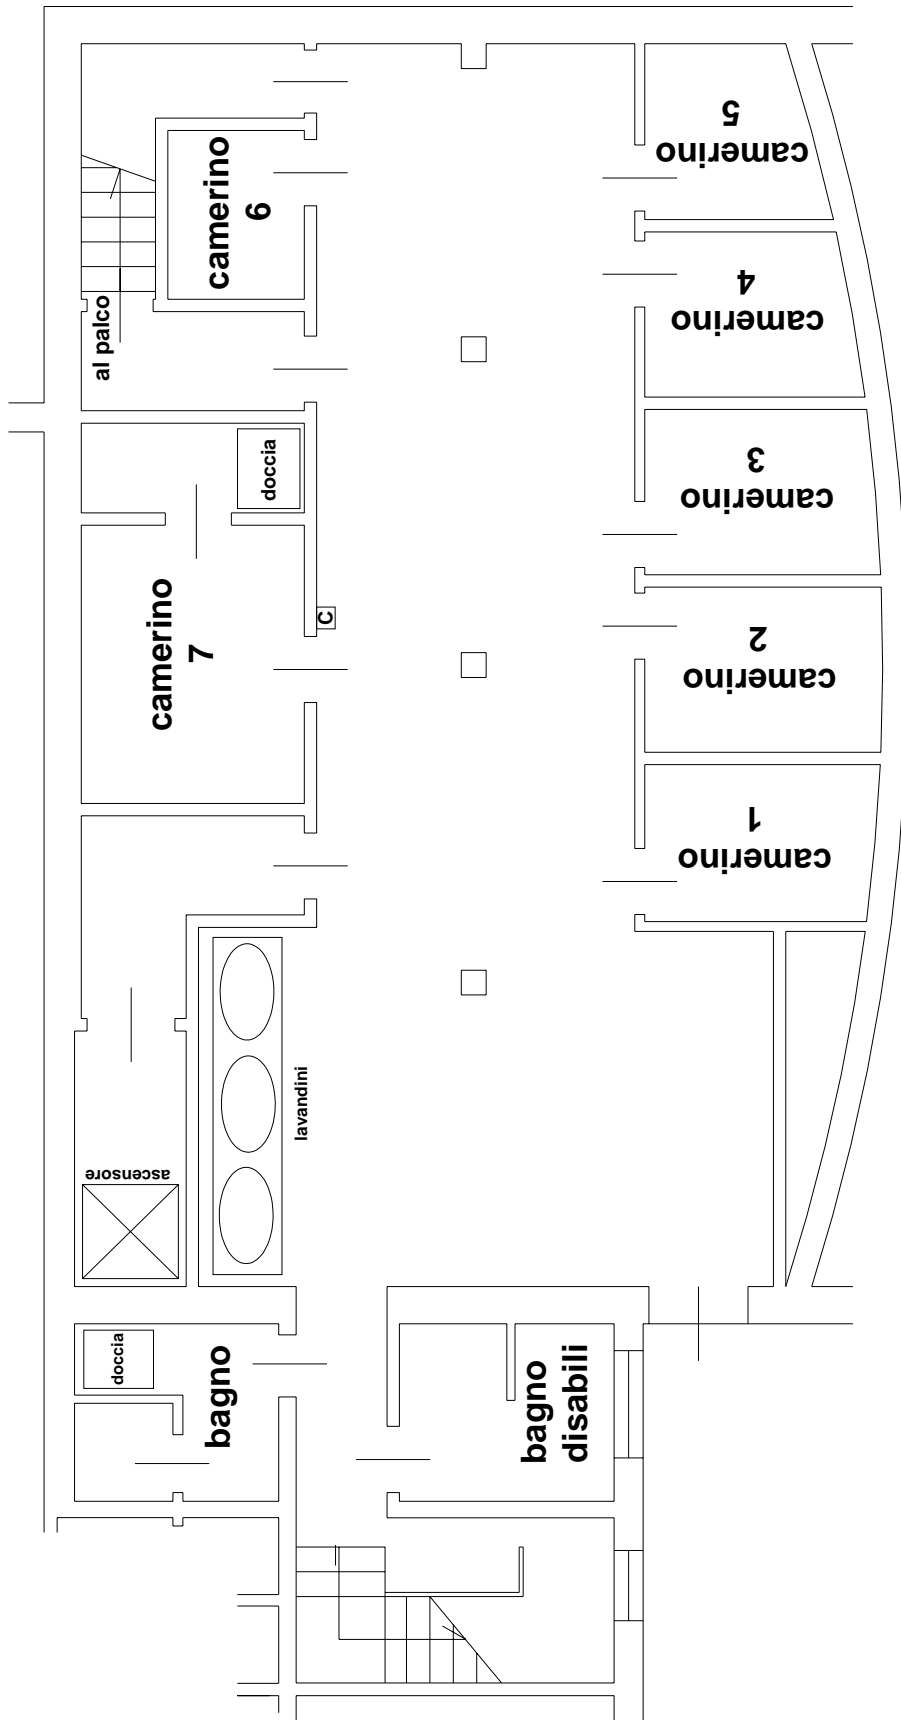 camerino
5
camerino
6
al palco
camerino
4
doccia
camerino
3
camerino
7
C
camerino
2
camerino
1
lavandini
ascensore
doccia
bagno
bagno
disabili